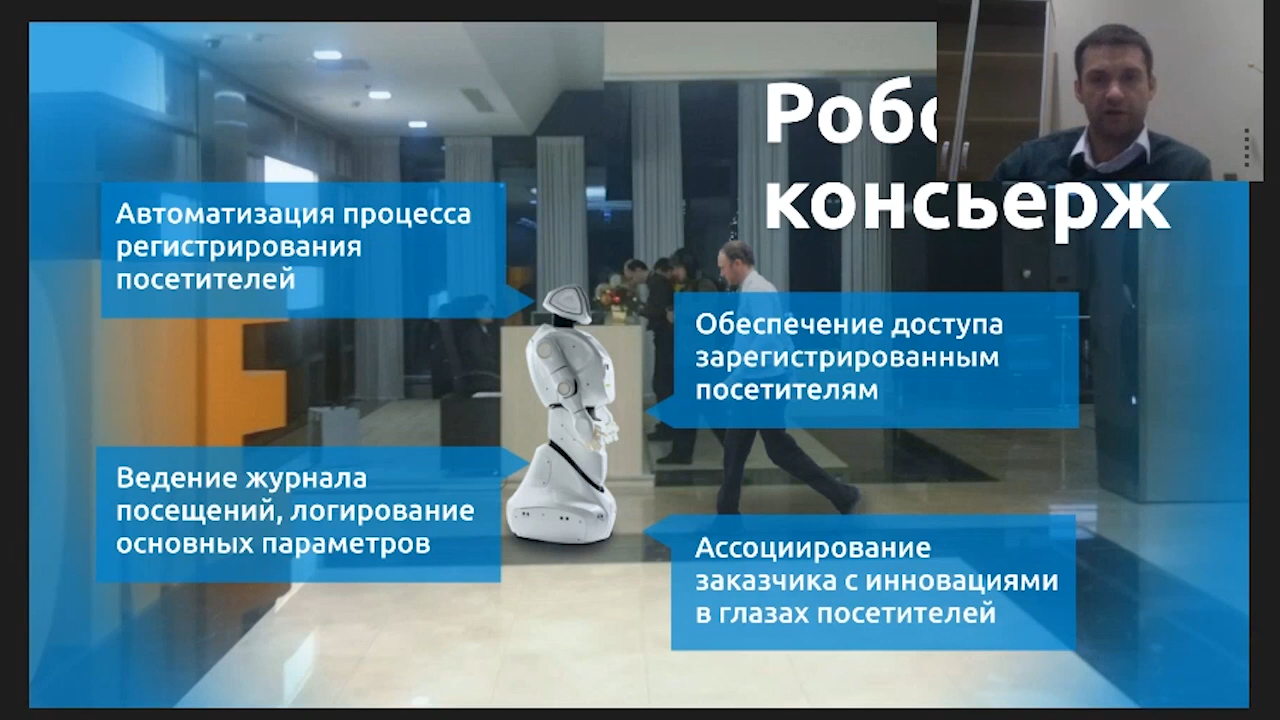 консьерж
Автоматизация процесса
регистрирования
посетителей
Обеспечение доступа
зарегистрированным
посетителям
Ведение журнала
посещений, логирование
основных параметров
Ассоциирование
заказчика с инновациями
в глазах посетителей